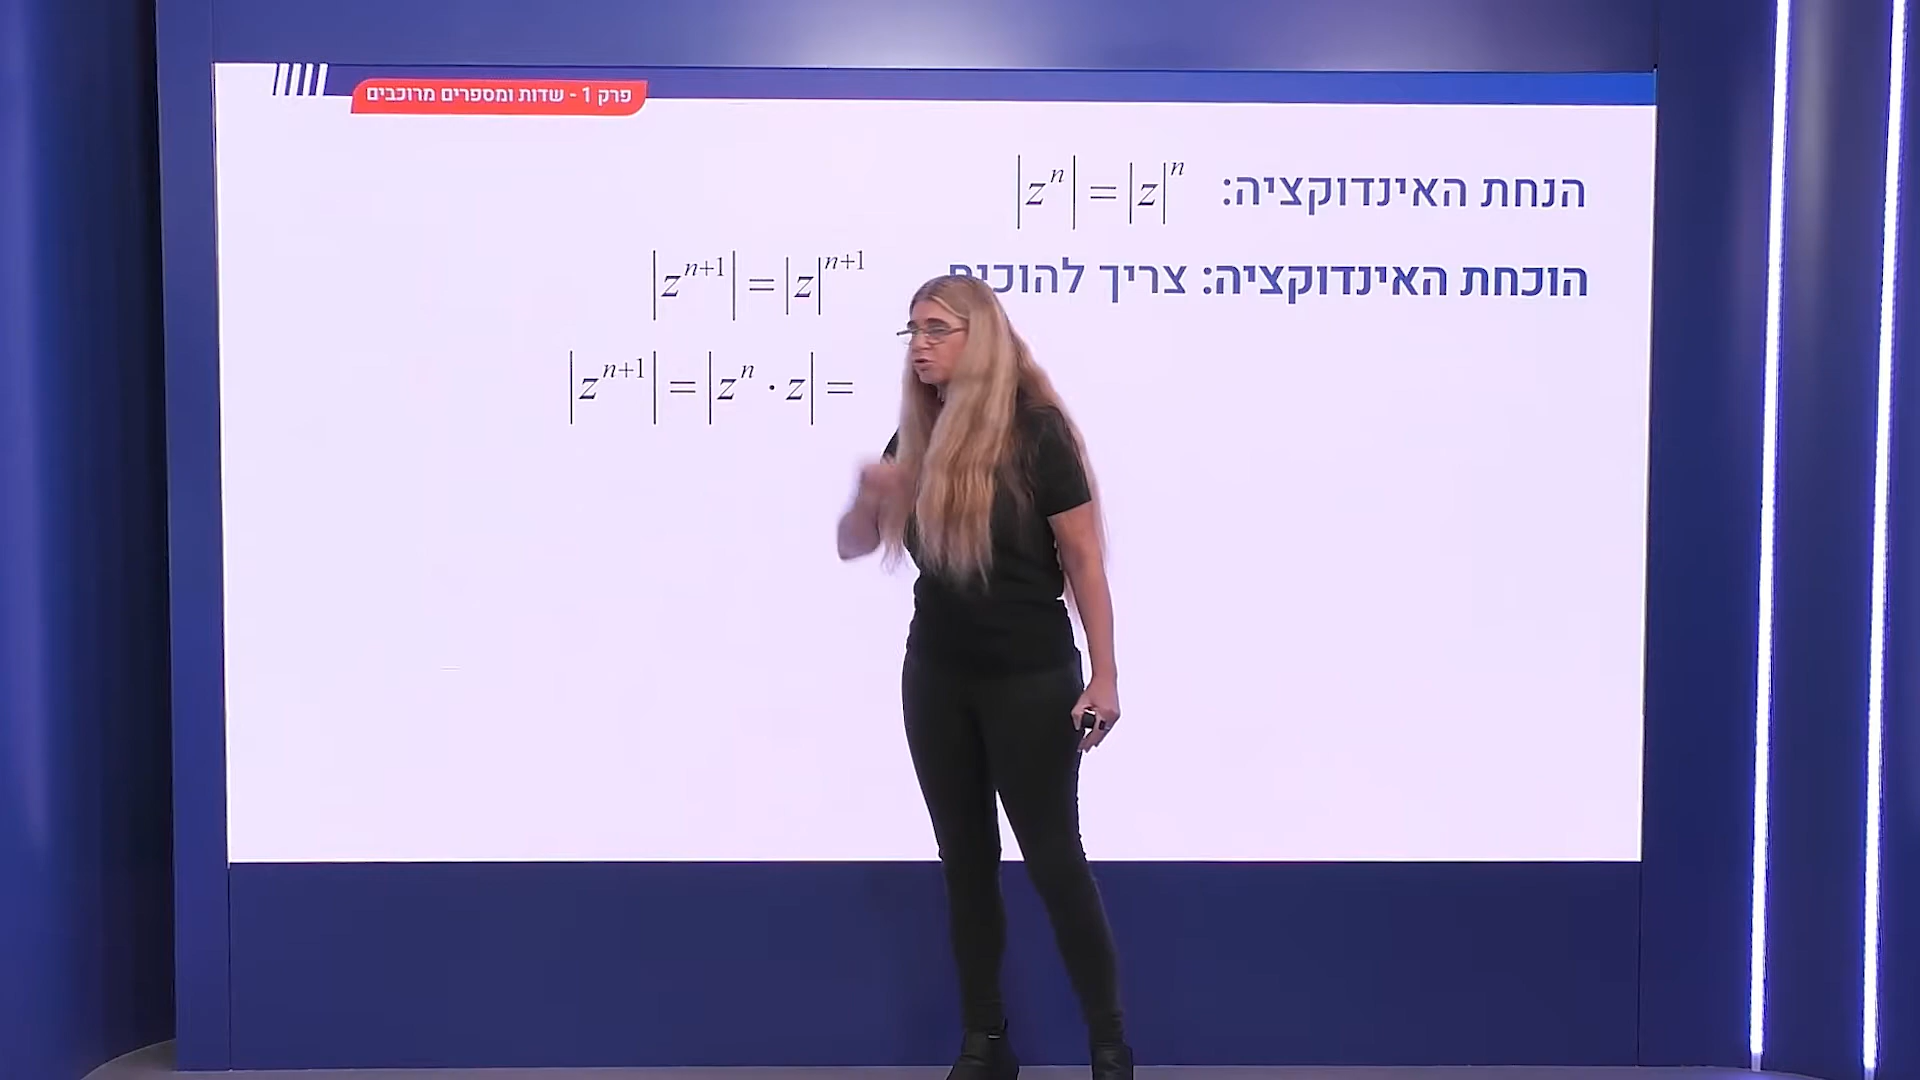 פרק 1 - שדות ומספרים מרוכבים
הנחת האינדוקציה: |z^n| = |z|^n
הוכחת האינדוקציה: צריך להוכיח |z^{n+1}| = |z|^{n+1}
|z^{n+1}| = |z^n · z| =